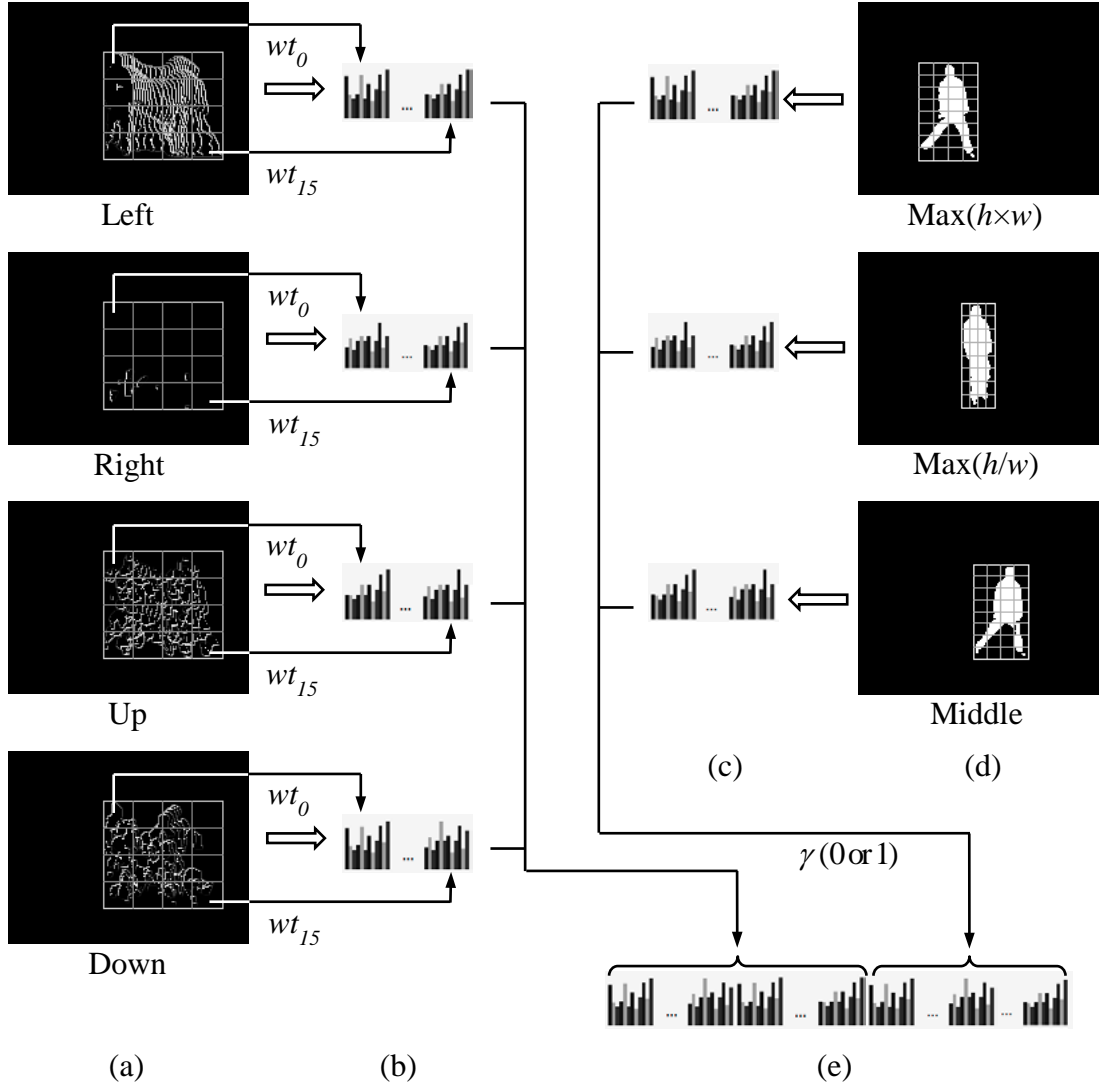 wt0
wt15
Left
Max(h×w)
wt0
wt15
Right
Max(h/w)
wt0
wt15
Up
Middle
(c)
(d)
wt0
wt15
Down
γ (0 or 1)
(a)
(b)
(e)